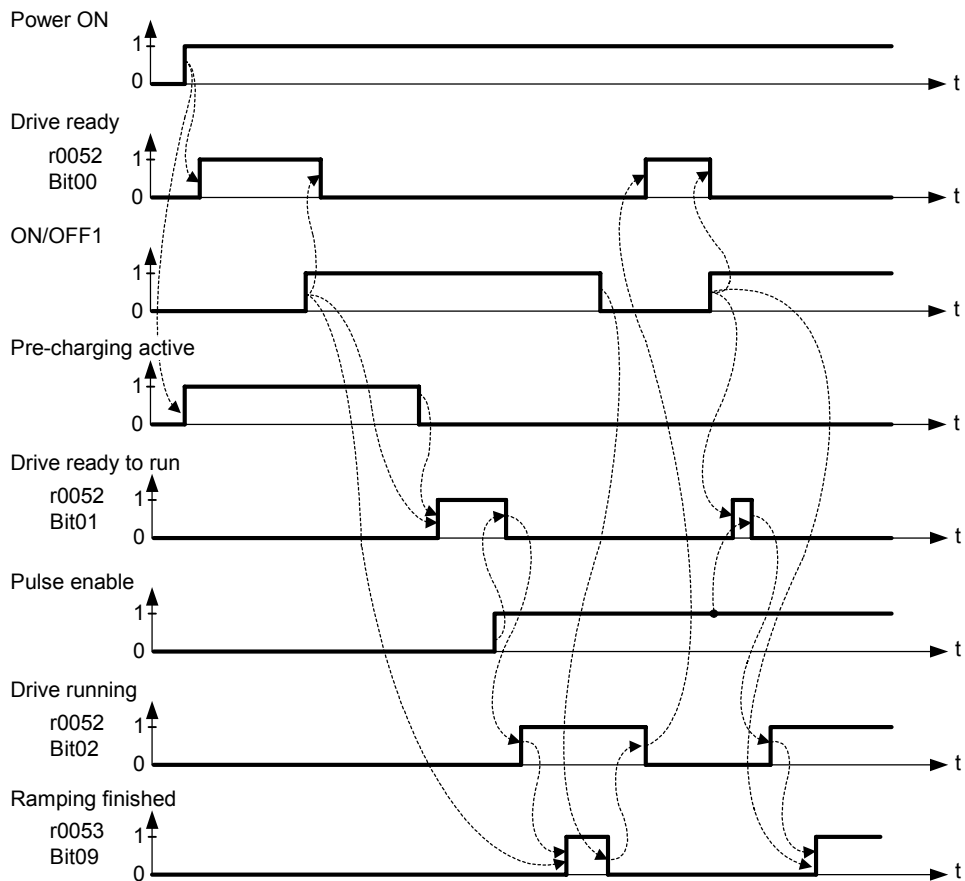 Power ON
1
0
t
Drive ready
r0052
Bit00
1
0
t
ON/OFF1
1
0
t
Pre-charging active
1
0
t
Drive ready to run
r0052
Bit01
1
0
t
Pulse enable
1
0
t
Drive running
r0052
Bit02
1
0
t
Ramping finished
r0053
Bit09
1
0
t